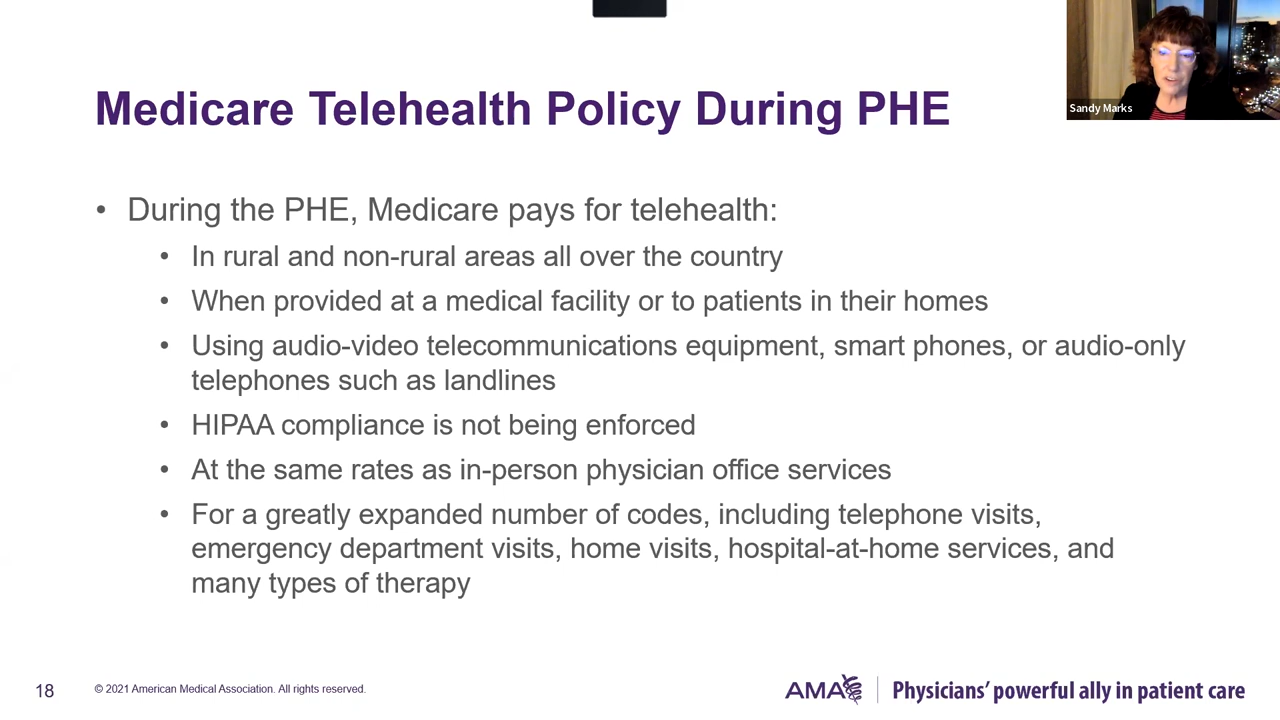 Medicare Telehealth Policy During PHE
Sandy Marks
• During the PHE, Medicare pays for telehealth:
• In rural and non-rural areas all over the country
• When provided at a medical facility or to patients in their homes
• Using audio-video telecommunications equipment, smart phones, or audio-only
telephones such as landlines
• HIPAA compliance is not being enforced
• At the same rates as in-person physician office services
• For a greatly expanded number of codes, including telephone visits,
emergency department visits, home visits, hospital-at-home services, and
many types of therapy
18
© 2021 American Medical Association. All rights reserved.
AMA
Physicians’ powerful ally in patient care